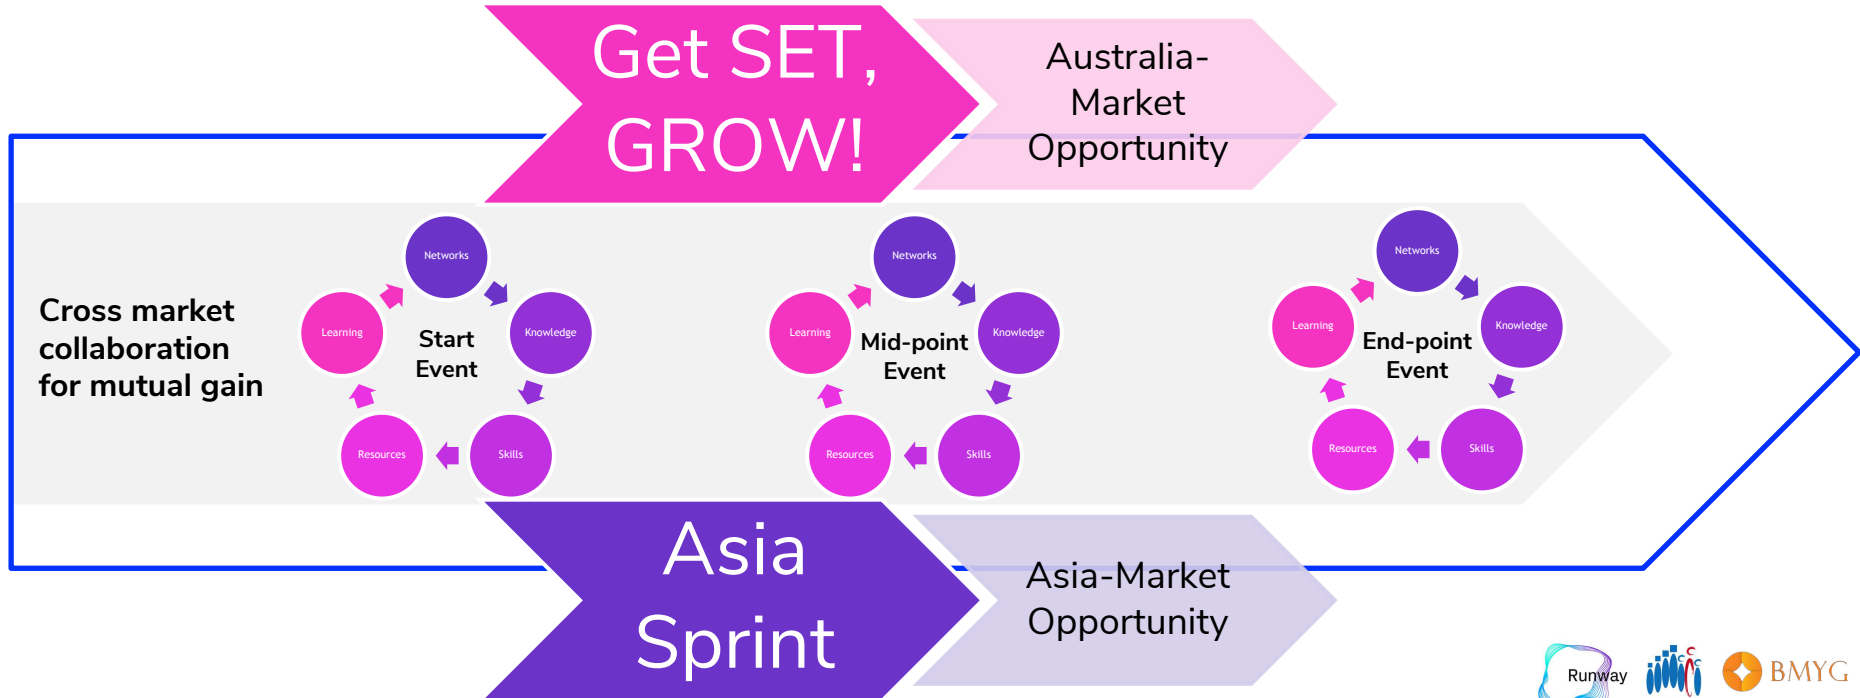 Get SET,
GROW!
Australia-
Market
Opportunity
Cross market
collaboration
for mutual gain
Networks
Knowledge
Skills
Resources
Learning
Start
Event
Networks
Knowledge
Skills
Resources
Learning
Mid-point
Event
Networks
Knowledge
Skills
Resources
Learning
End-point
Event
Asia
Sprint
Asia-Market
Opportunity
Runway
BMYG